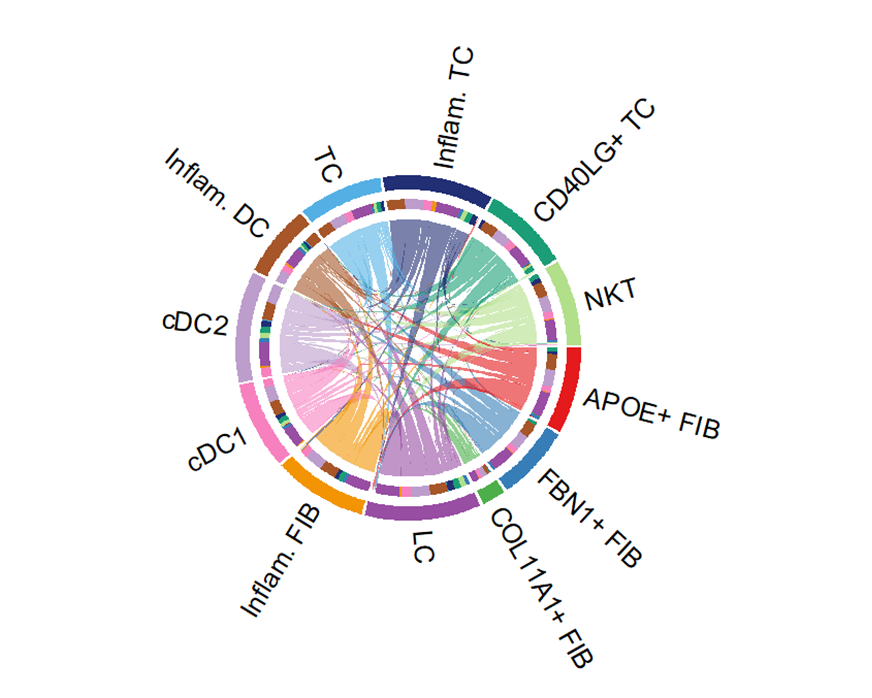 Inflam. TC
CD40LG+ TC
TC
Inflam. DC
NKT
cDC2
APOE+ FIB
cDC1
FBN1+ FIB
Inflam. FIB
LC
COL11A1+ FIB